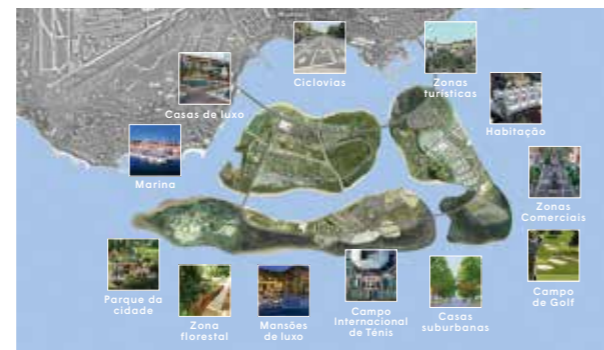 Ciclovias
Zonas
turísticas
Casas de luxo
Habitação
Marina
Zonas
Comerciais
Parque da
cidade
Zona
florestal
Mansões
de luxo
Campo
Internacional
de Ténis
Casas
suburbanas
Campo
de Golf